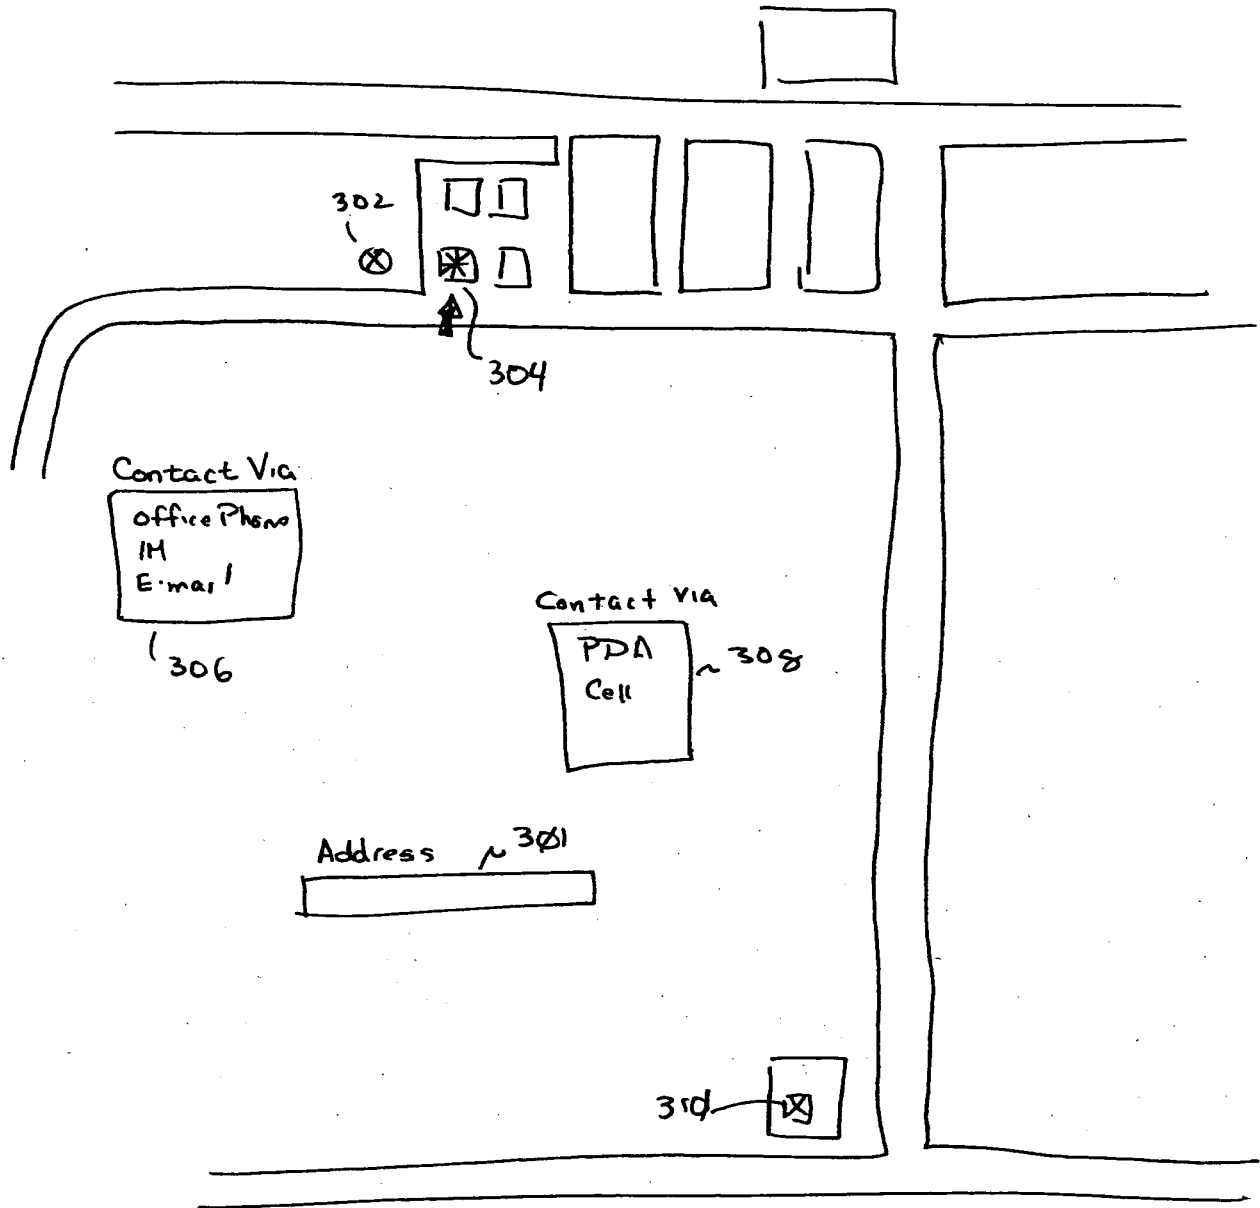 302
304
Contact Via
Office Phone
IM
E-mail
306
Contact via
PDA
Cell
308
Address
301
310